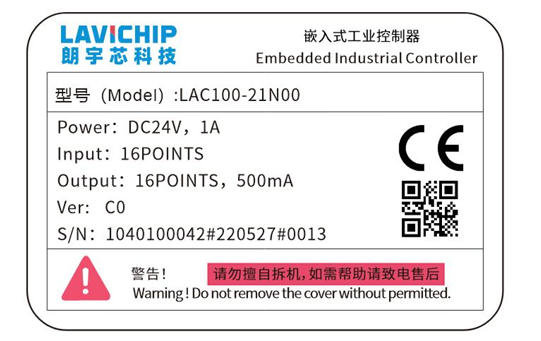 LAVICHIP
朗宇芯科技
嵌入式工业控制器
Embedded Industrial Controller
型号 (Model) :LAC100-21N00
Power: DC24V, 1A
Input: 16POINTS
Output: 16POINTS, 500mA
Ver: C0
S/N: 1040100042#220527#0013
CE
警告!
请勿擅自拆机,如需帮助请致电售后
Warning! Do not remove the cover without permitted.